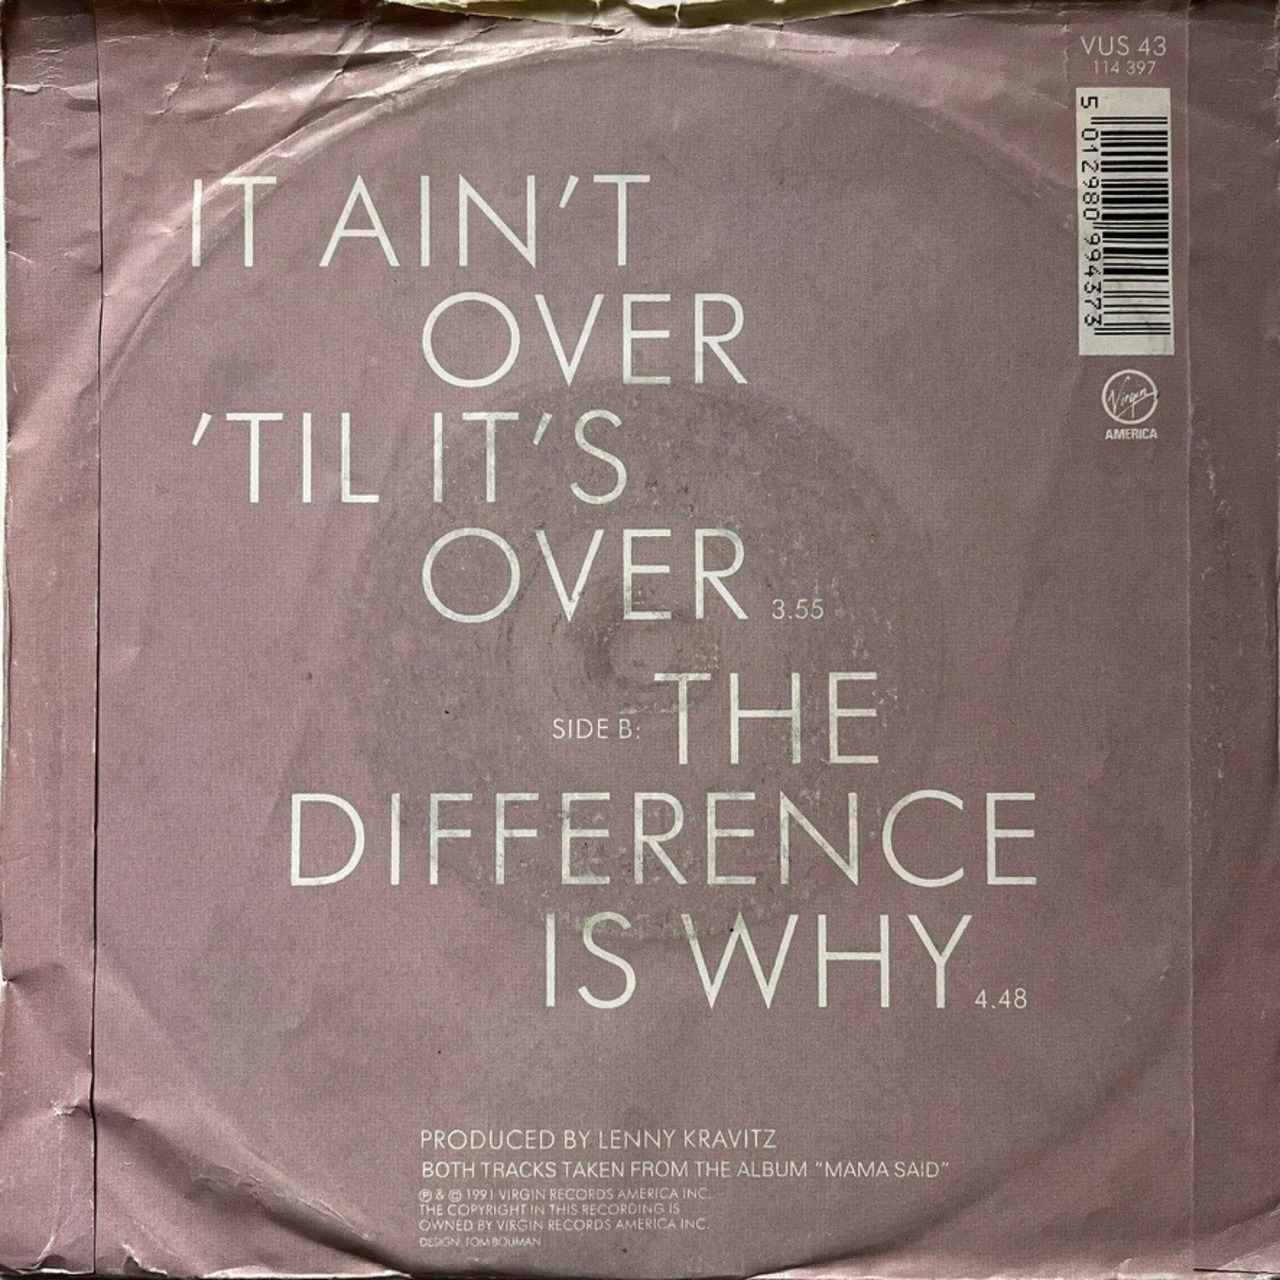 VUS 43
114 397
5 012980 994373
Virgin
AMERICA
IT AIN'T
OVER
'TIL IT'S
OVER 3.55
SIDE B: THE
DIFFERENCE
IS WHY 4.48
PRODUCED BY LENNY KRAVITZ
BOTH TRACKS TAKEN FROM THE ALBUM "MAMA SAID"
℗ & © 1991 VIRGIN RECORDS AMERICA INC.
THE COPYRIGHT IN THIS RECORDING IS
OWNED BY VIRGIN RECORDS AMERICA INC.
DESIGN: TOM BOUMAN